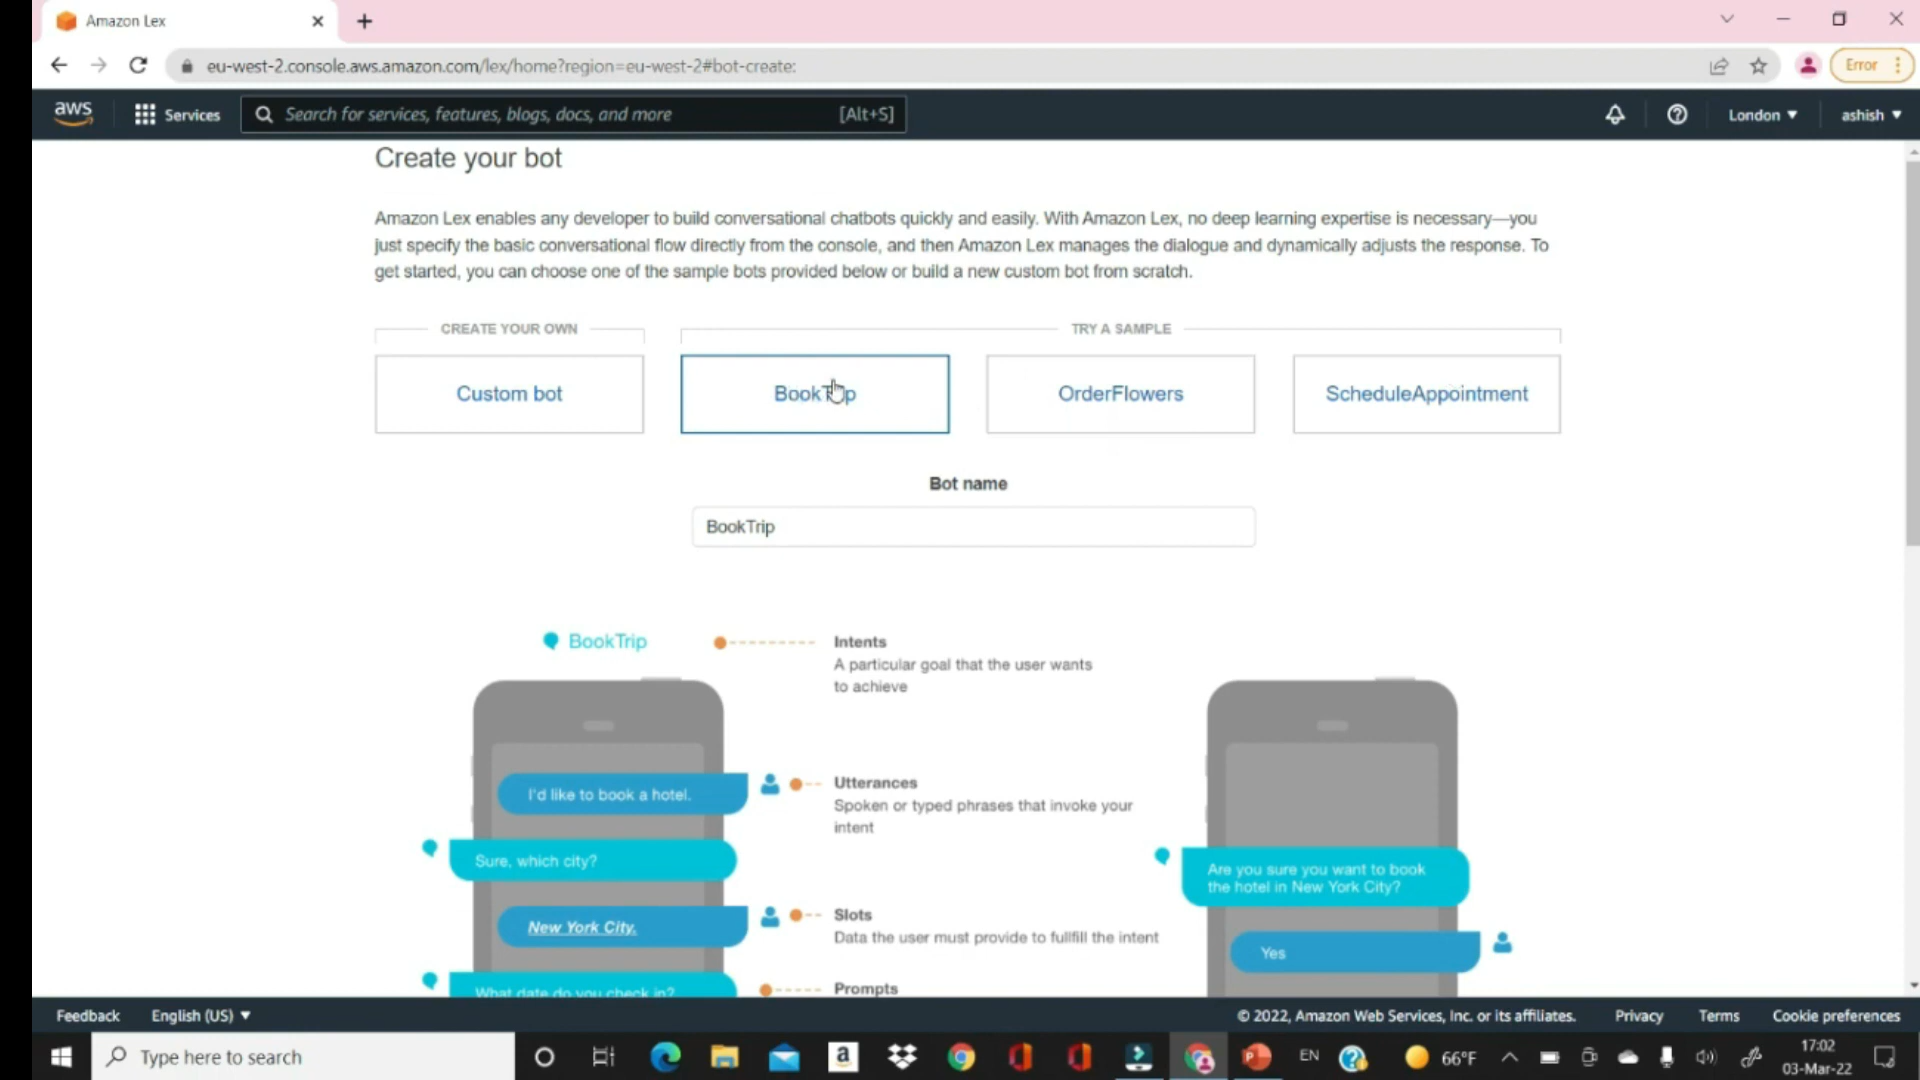 Amazon Lex
eu-west-2.console.aws.amazon.com/lex/home?region=eu-west-2#bot-create:
Error
aws
Services
Search for services, features, blogs, docs, and more
[Alt+S]
London
ashish
Create your bot
Amazon Lex enables any developer to build conversational chatbots quickly and easily. With Amazon Lex, no deep learning expertise is necessary—you
just specify the basic conversational flow directly from the console, and then Amazon Lex manages the dialogue and dynamically adjusts the response. To
get started, you can choose one of the sample bots provided below or build a new custom bot from scratch.
CREATE YOUR OWN
TRY A SAMPLE
Custom bot
BookTrip
OrderFlowers
ScheduleAppointment
Bot name
BookTrip
BookTrip
Intents
A particular goal that the user wants
to achieve
I'd like to book a hotel.
Utterances
Spoken or typed phrases that invoke your
intent
Sure, which city?
Are you sure you want to book
the hotel in New York City?
New York City.
Slots
Data the user must provide to fullfill the intent
Yes
What date do you check in?
Prompts
Feedback
English (US)
© 2022, Amazon Web Services, Inc. or its affiliates.
Privacy
Terms
Cookie preferences
Type here to search
EN
66°F
17:02
03-Mar-22